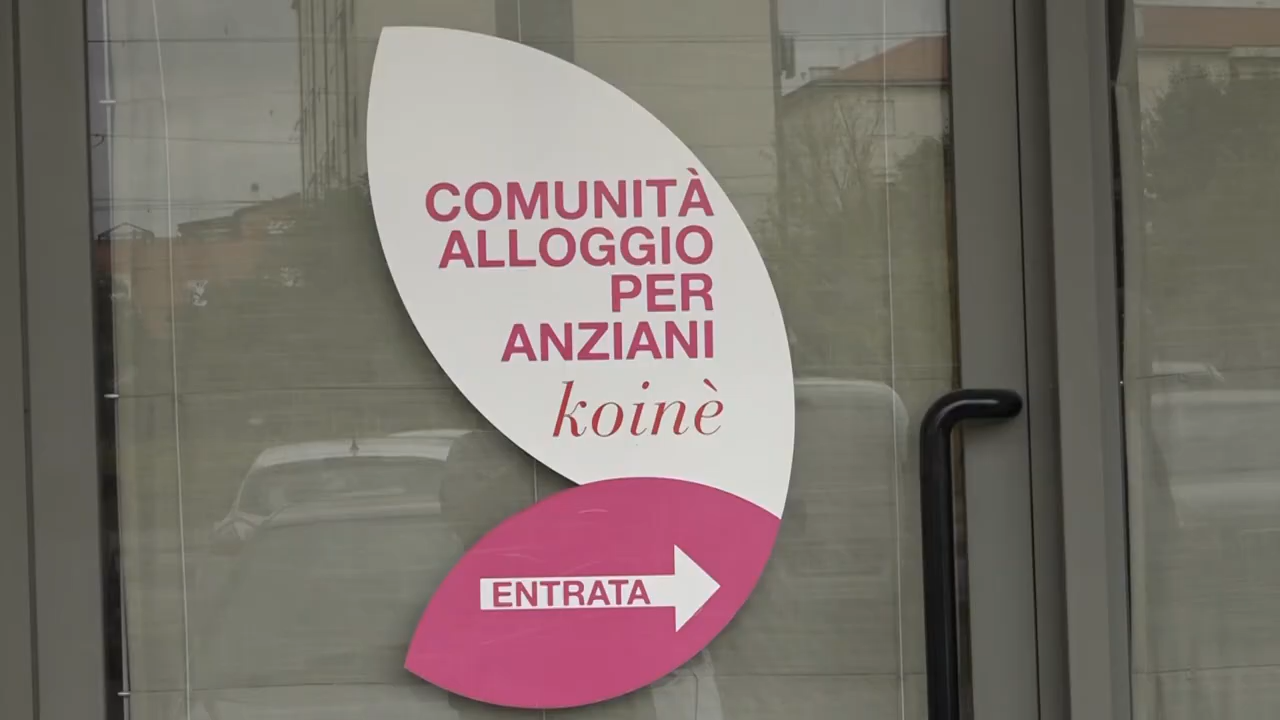 COMUNITÀ
ALLOGGIO
PER
ANZIANI
koinè
ENTRATA